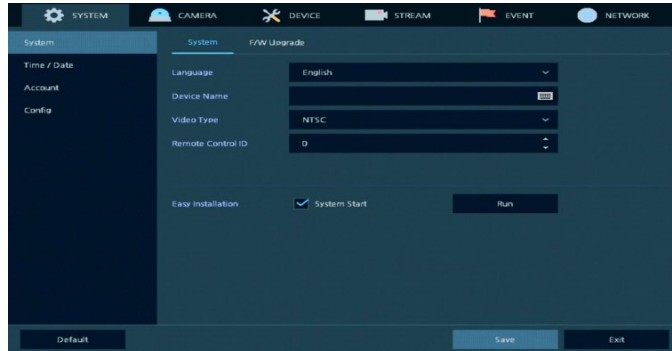 SYSTEM CAMERA DEVICE STREAM EVENT NETWORK
System
Time / Date
Account
Config
System F/W Upgrade
Language English
Device Name
Video Type NTSC
Remote Control ID 0
Easy Installation System Start Run
Default Save Exit